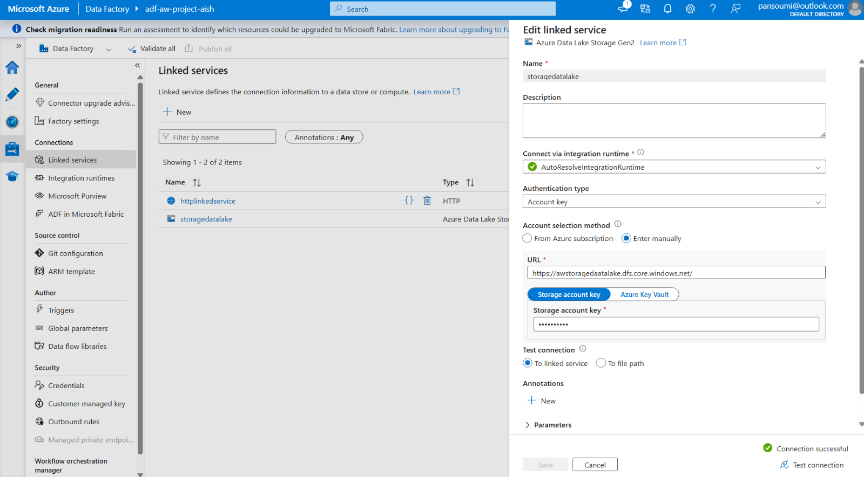 Microsoft Azure
Data Factory
adf-aw-project-aish
Search
1
pansoumi@outlook.com
DEFAULT DIRECTORY
Check migration readiness Run an assessment to identify which resources could be upgraded to Microsoft Fabric. Learn more about upgrading to Fa
Data Factory
Validate all
Publish all
General
Connector upgrade advis...
Factory settings
Connections
Linked services
Integration runtimes
Microsoft Purview
ADF in Microsoft Fabric
Source control
Git configuration
ARM template
Author
Triggers
Global parameters
Data flow libraries
Security
Credentials
Customer managed key
Outbound rules
Managed private endpoi...
Workflow orchestration
manager
Linked services
Linked service defines the connection information to a data store or compute. Learn more
New
Filter by name
Annotations : Any
Showing 1 - 2 of 2 items
Name
Type
httplinkedservice
{}
HTTP
storagedatalake
Azure Data Lake Stor
Edit linked service
Azure Data Lake Storage Gen2 Learn more
Name *
storagedatalake
Description
Connect via integration runtime *
AutoResolveIntegrationRuntime
Authentication type
Account key
Account selection method
From Azure subscription
Enter manually
URL *
https://awstoragedaatalake.dfs.core.windows.net/
Storage account key
Azure Key Vault
Storage account key *
••••••••••
Test connection
To linked service
To file path
Annotations
New
Parameters
Connection successful
Save
Cancel
Test connection